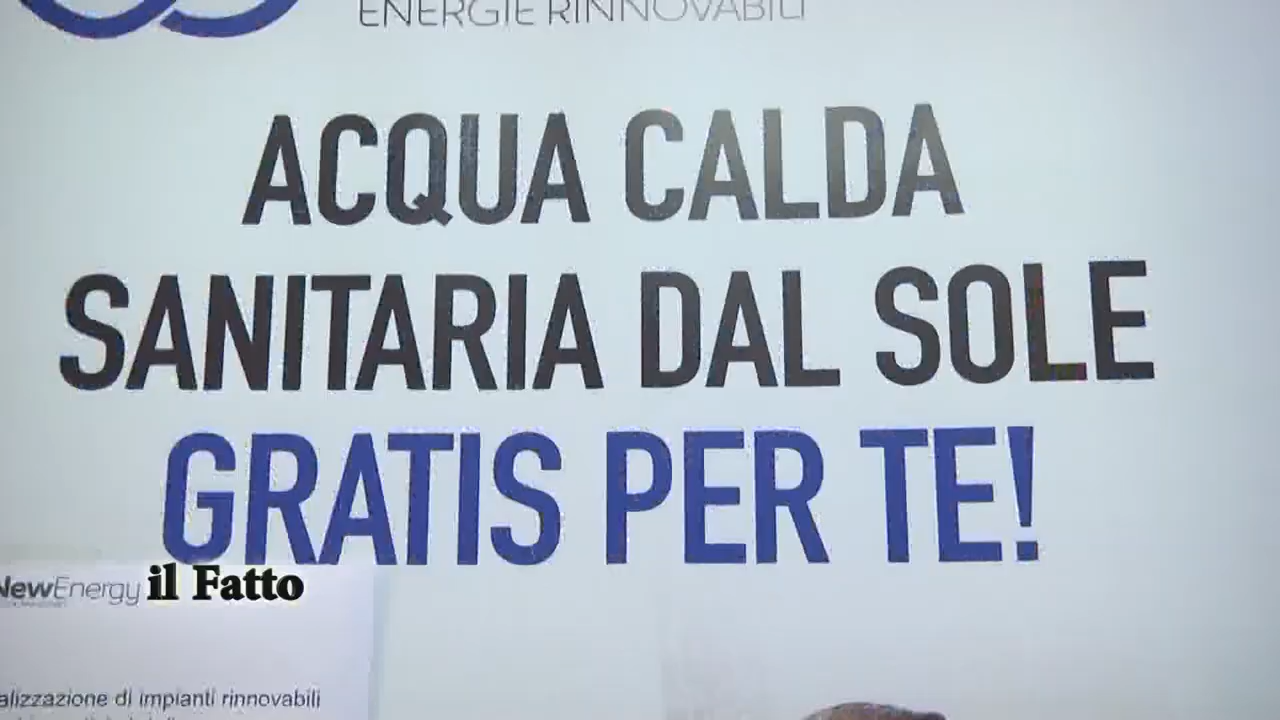 ENERGIE RINNOVABILI
ACQUA CALDA
SANITARIA DAL SOLE
GRATIS PER TE!
NewEnergy
il Fatto
alizzazione di impianti rinnovabili